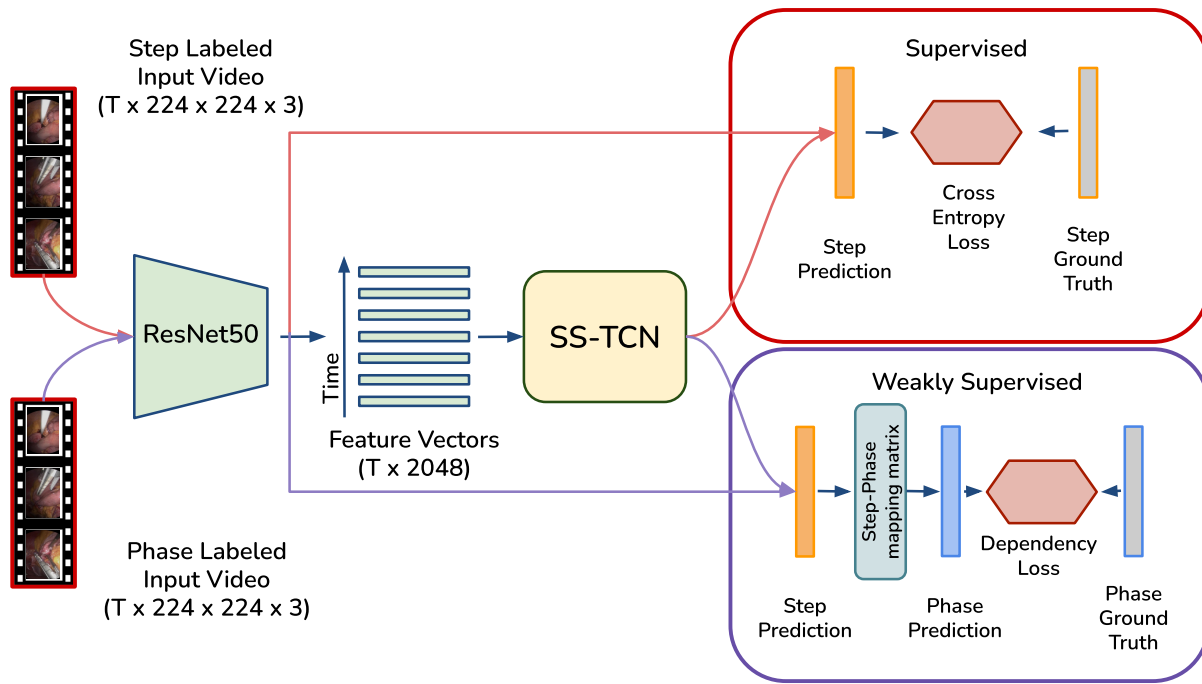 Step Labeled
Input Video
(T x 224 x 224 x 3)
Supervised
Cross
Entropy
Loss
Step
Prediction
Step
Ground
Truth
ResNet50
Time
Feature Vectors
(T x 2048)
SS-TCN
Weakly Supervised
Step-Phase
mapping matrix
Dependency
Loss
Step
Prediction
Phase
Prediction
Phase
Ground
Truth
Phase Labeled
Input Video
(T x 224 x 224 x 3)